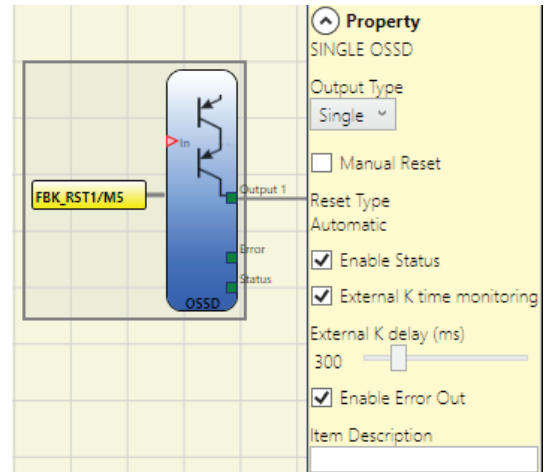 FBK_RST1/M5
In
Output 1
Error
Status
OSSD
Property
SINGLE OSSD
Output Type
Single
Manual Reset
Reset Type
Automatic
Enable Status
External K time monitoring
External K delay (ms)
300
Enable Error Out
Item Description